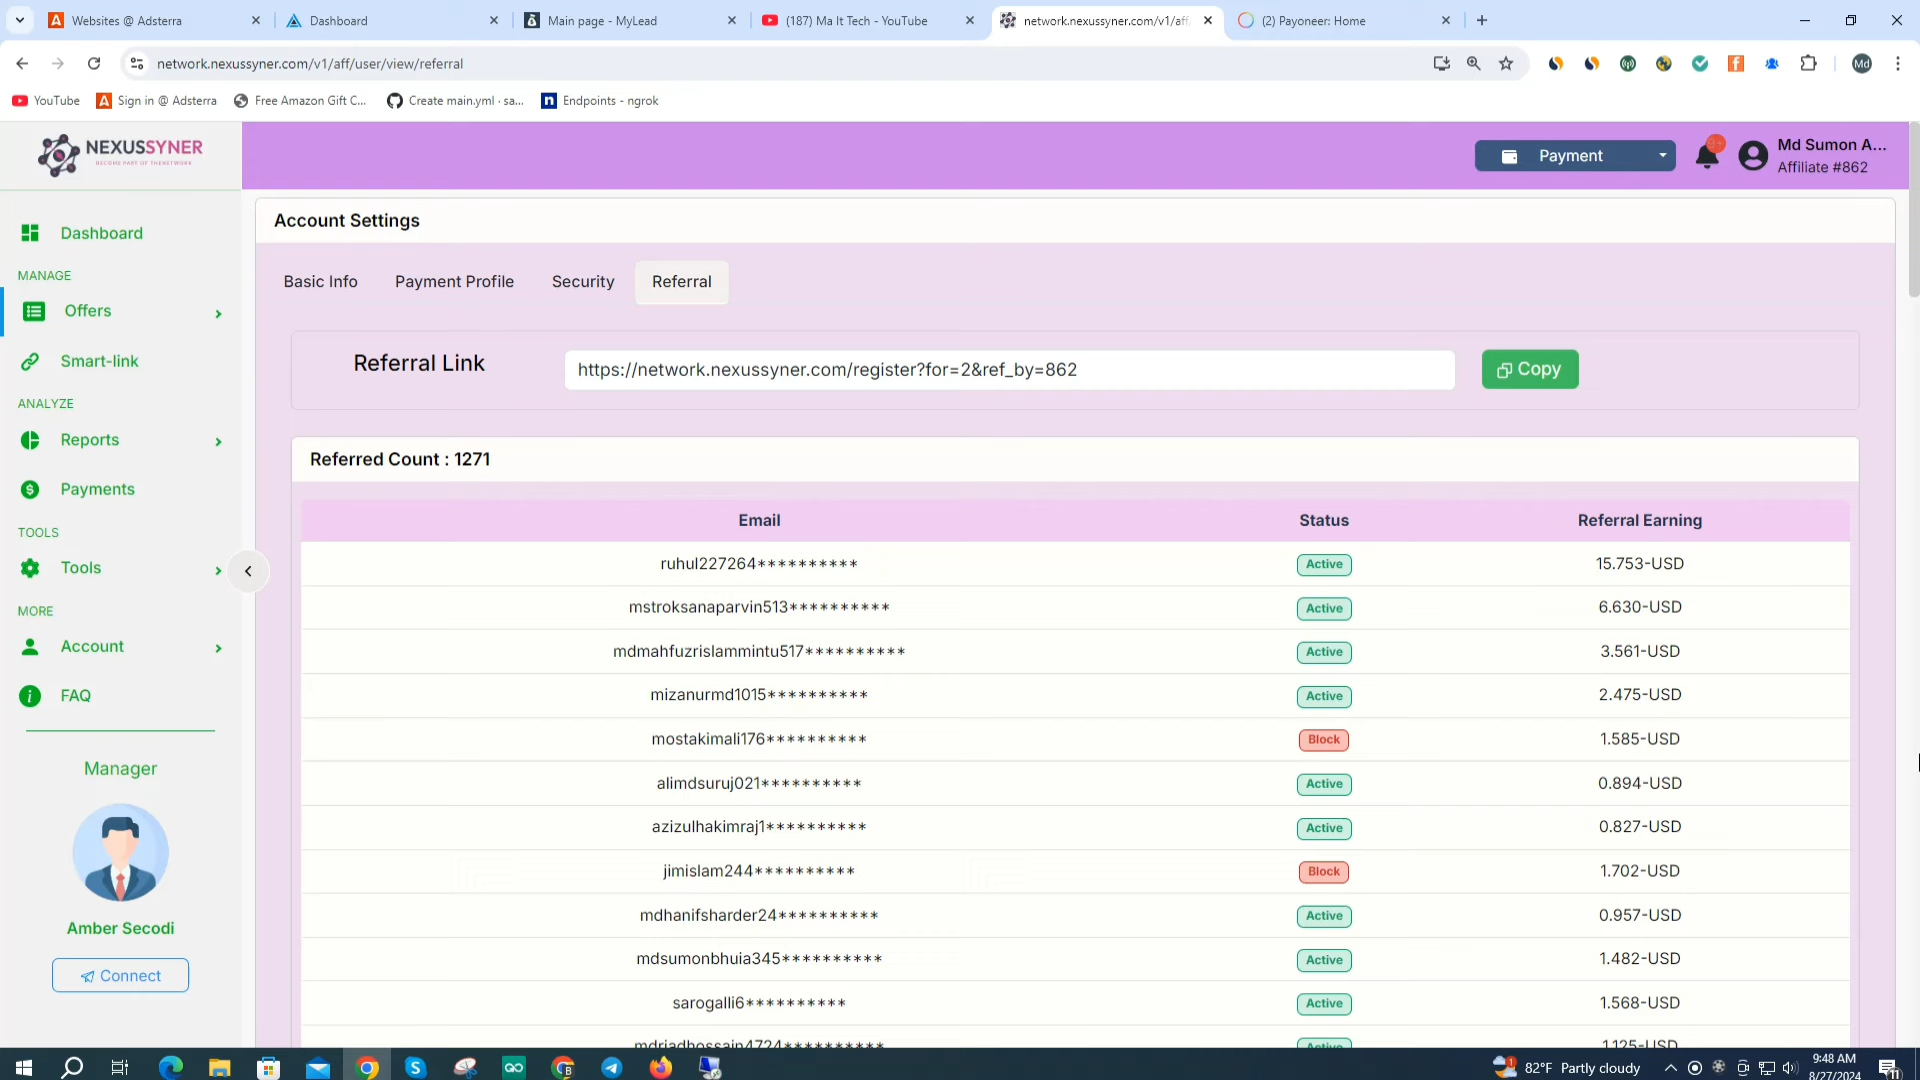 Websites @ Adsterra
Dashboard
Main page - MyLead
(187) Ma It Tech - YouTube
network.nexussyner.com/v1/aff
(2) Payoneer: Home
network.nexussyner.com/v1/aff/user/view/referral
Md
YouTube
Sign in @ Adsterra
Free Amazon Gift C...
Create main.yml · sa...
Endpoints - ngrok
NEXUSSYNER
BECOME PART OF THE NETWORK
Payment
9+
Md Sumon A...
Affiliate #862
Dashboard
MANAGE
Offers
Smart-link
ANALYZE
Reports
Payments
TOOLS
Tools
MORE
Account
FAQ
Manager
Amber Secodi
Connect
Account Settings
Basic Info
Payment Profile
Security
Referral
Referral Link
https://network.nexussyner.com/register?for=2&ref_by=862
Copy
Referred Count : 1271
Email Status Referral Earning
ruhul227264********** Active 15.753-USD
mstroksanaparvin513********** Active 6.630-USD
mdmahfuzrislammintu517********** Active 3.561-USD
mizanurmd1015********** Active 2.475-USD
mostakimali176********** Block 1.585-USD
alimdsuruj021********** Active 0.894-USD
azizulhakimraj1********** Active 0.827-USD
jimislam244********** Block 1.702-USD
mdhanifsharder24********** Active 0.957-USD
mdsumonbhuia345********** Active 1.482-USD
sarogalli6********** Active 1.568-USD
mdriadhossain4724********** Active 1.125-USD
82°F Partly cloudy
9:48 AM
8/27/2024
11